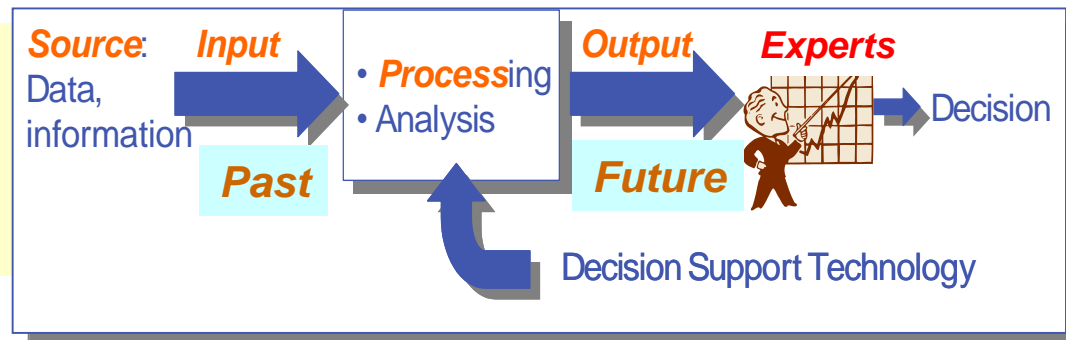 Source:
Data,
information
Input
Past
• Processing
• Analysis
Output
Future
Experts
Decision
Decision Support Technology